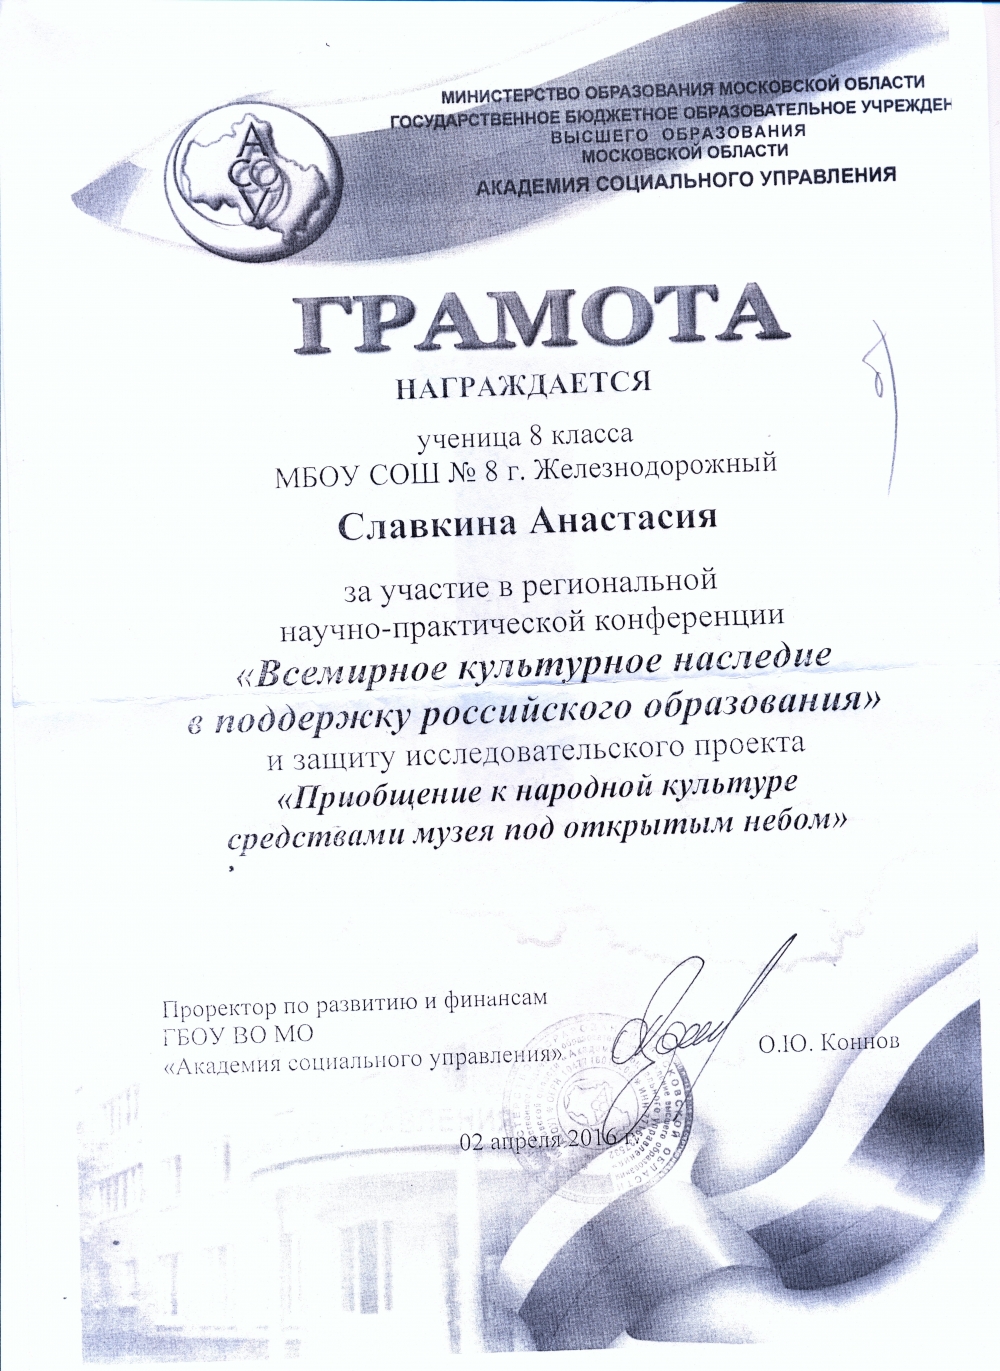 МИНИСТЕРСТВО ОБРАЗОВАНИЯ МОСКОВСКОЙ ОБЛАСТИ
ГОСУДАРСТВЕННОЕ БЮДЖЕТНОЕ ОБРАЗОВАТЕЛЬНОЕ УЧРЕЖДЕН
ВЫСШЕГО ОБРАЗОВАНИЯ
МОСКОВСКОЙ ОБЛАСТИ
АКАДЕМИЯ СОЦИАЛЬНОГО УПРАВЛЕНИЯ
АСОУ
ГРАМОТА
НАГРАЖДАЕТСЯ
ученица 8 класса
МБОУ СОШ № 8 г. Железнодорожный
Славкина Анастасия
за участие в региональной
научно-практической конференции
«Всемирное культурное наследие
в поддержку российского образования»
и защиту исследовательского проекта
«Приобщение к народной культуре
средствами музея под открытым небом»
Проректор по развитию и финансам
ГБОУ ВО МО
«Академия социального управления»
О.Ю. Коннов
02 апреля 2016 г.